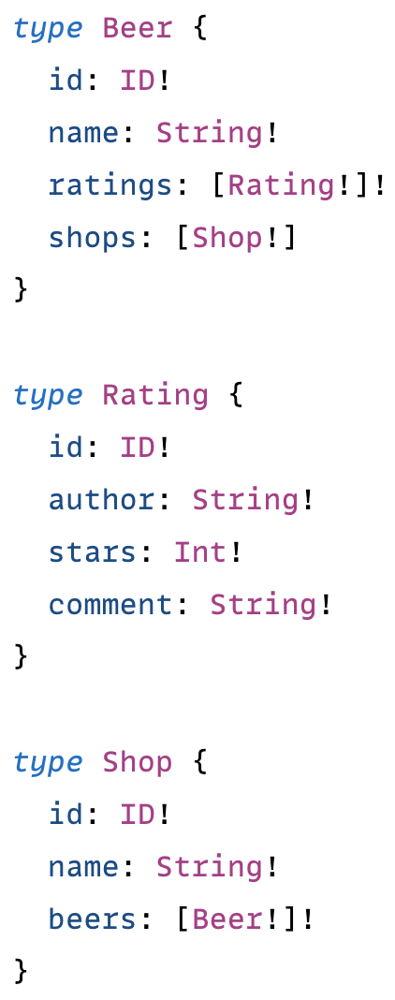 type Beer {
  id: ID!
  name: String!
  ratings: [Rating!]!
  shops: [Shop!]
}

type Rating {
  id: ID!
  author: String!
  stars: Int!
  comment: String!
}

type Shop {
  id: ID!
  name: String!
  beers: [Beer!]!
}